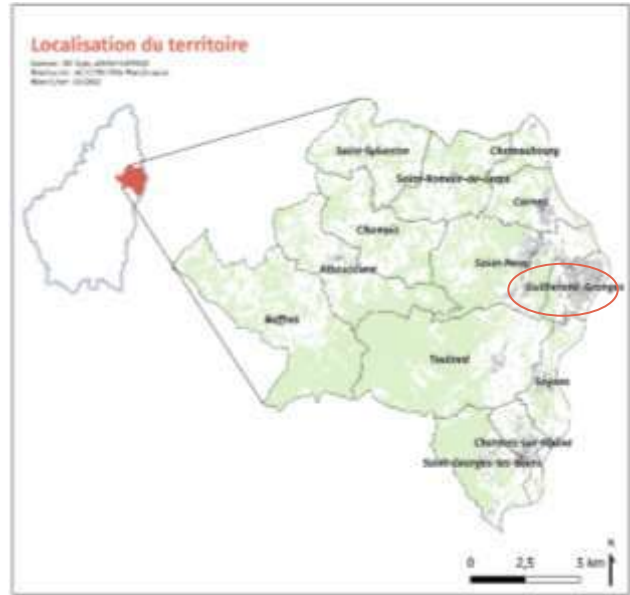 Localisation du territoire
Saint-Sylvestre
Châteaubourg
Saint-Romain-de-Lerps
Cornas
Champis
Saint-Péray
Alboussière
Guilherand-Granges
Boffres
Toulaud
Soyons
Charmes-sur-Rhône
Saint-Georges-les-Bains
N
0 2,5 5 km